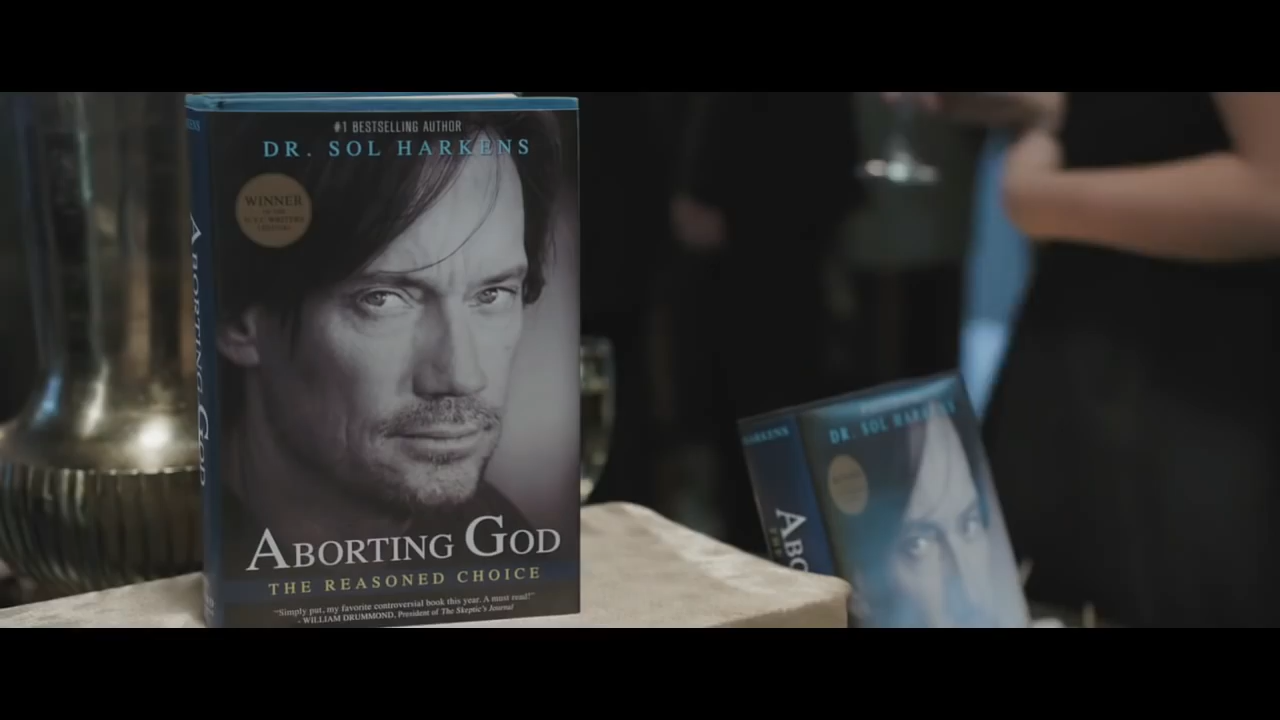 #1 BESTSELLING AUTHOR
DR. SOL HARKENS
WINNER
ABORTING GOD
THE REASONED CHOICE
"Simply put, my favorite controversial book this year. A must read!"
- WILLIAM DRUMMOND, President of The Skeptic's Journal
ABORTING GOD
HARKENS
DR. SOL HARKENS
ABO